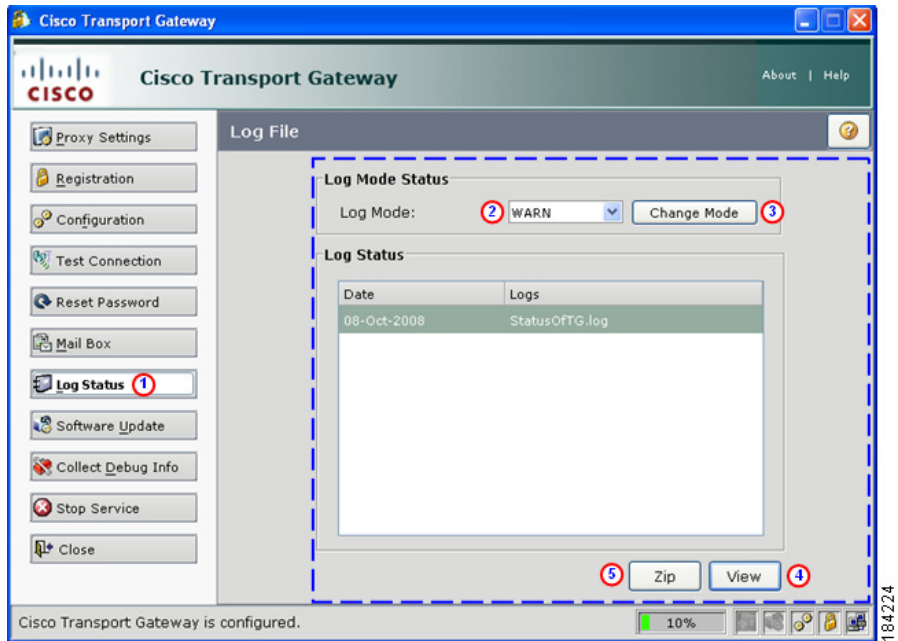 Cisco Transport Gateway
CISCO
Cisco Transport Gateway
About | Help
Proxy Settings
Registration
Configuration
Test Connection
Reset Password
Mail Box
Log Status 1
Software Update
Collect Debug Info
Stop Service
Close
Log File
Log Mode Status
Log Mode: 2 WARN Change Mode 3
Log Status
Date Logs
08-Oct-2008 StatusOfTG.log
5 Zip View 4
Cisco Transport Gateway is configured.
10%
184224